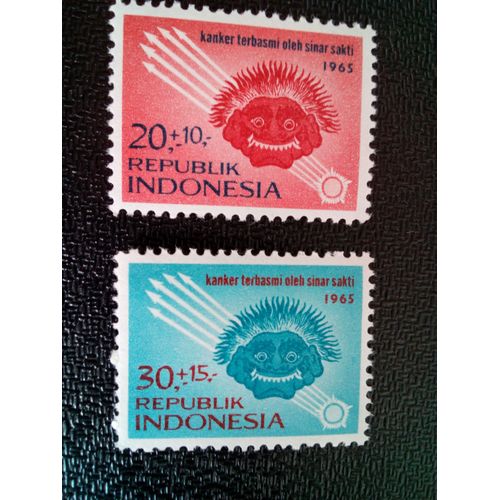 kanker terbasmi oleh sinar sakti
1965
20,-+10,-
REPUBLIK
INDONESIA
kanker terbasmi oleh sinar sakti
1965
30,-+15,-
REPUBLIK
INDONESIA